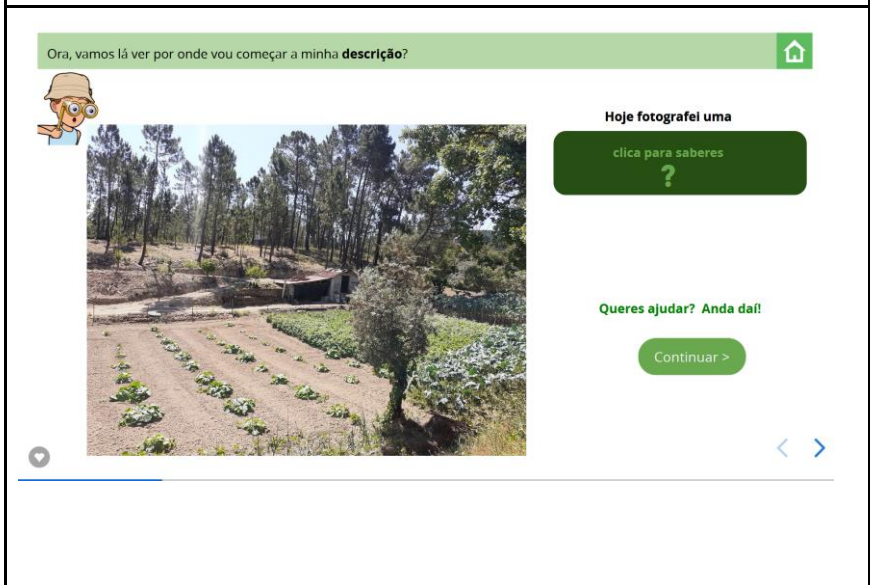 Ora, vamos lá ver por onde vou começar a minha descrição?
Hoje fotografei uma
clica para saberes
?
Queres ajudar? Anda daí!
Continuar >